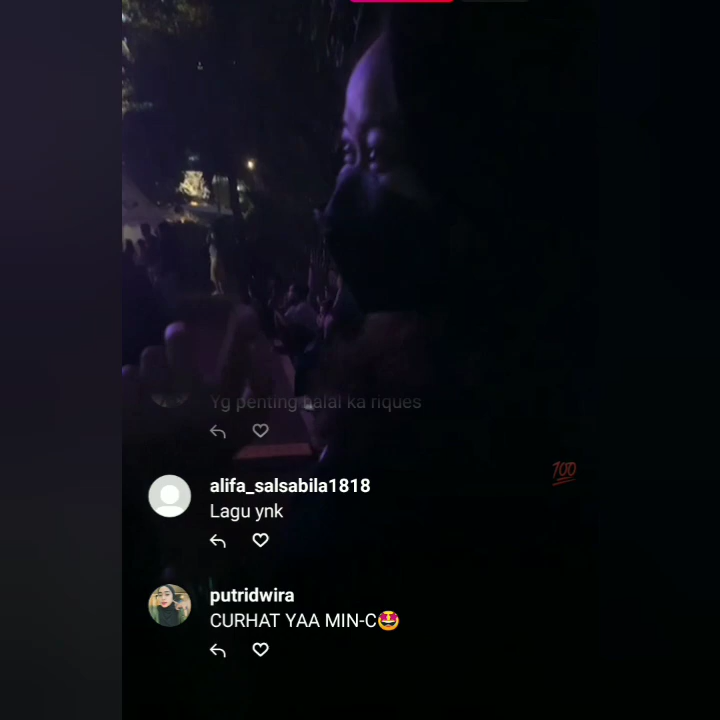 Yg penting halal ka riques
💯
alifa_salsabila1818
Lagu ynk
putridwira
CURHAT YAA MIN-C🤩